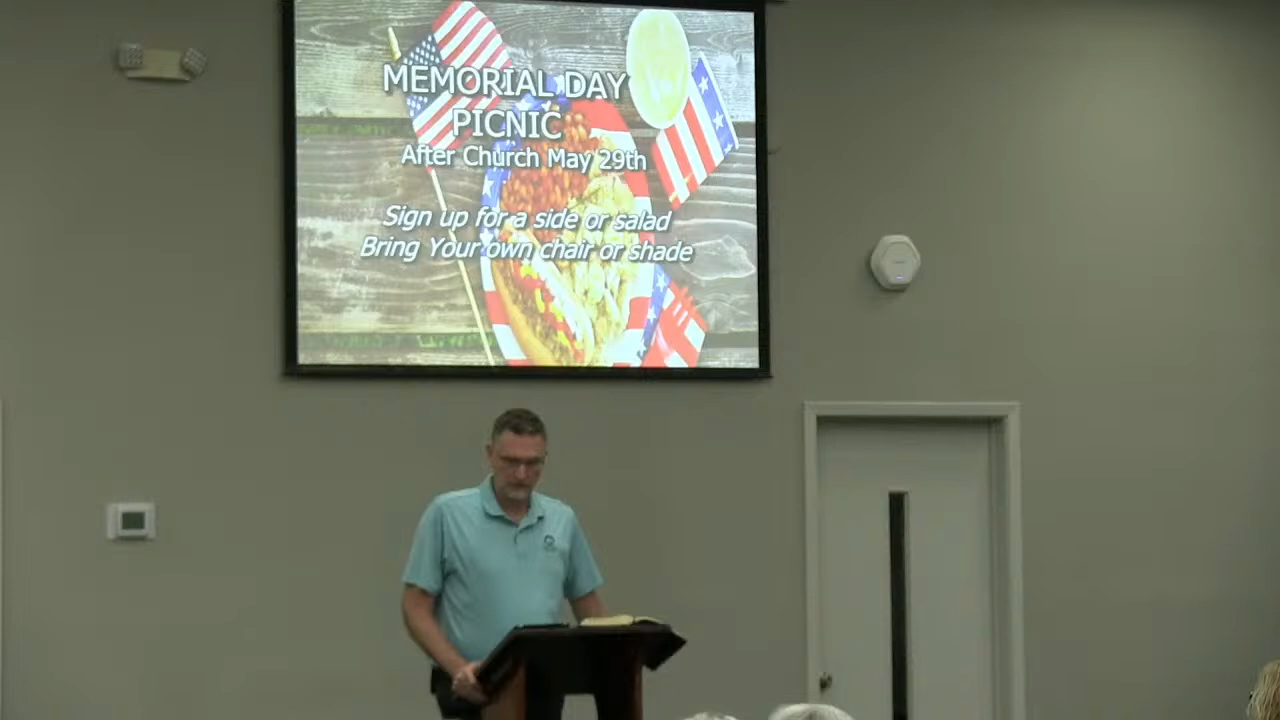 MEMORIAL DAY
PICNIC
After Church May 29th
Sign up for a side or salad
Bring Your own chair or shade